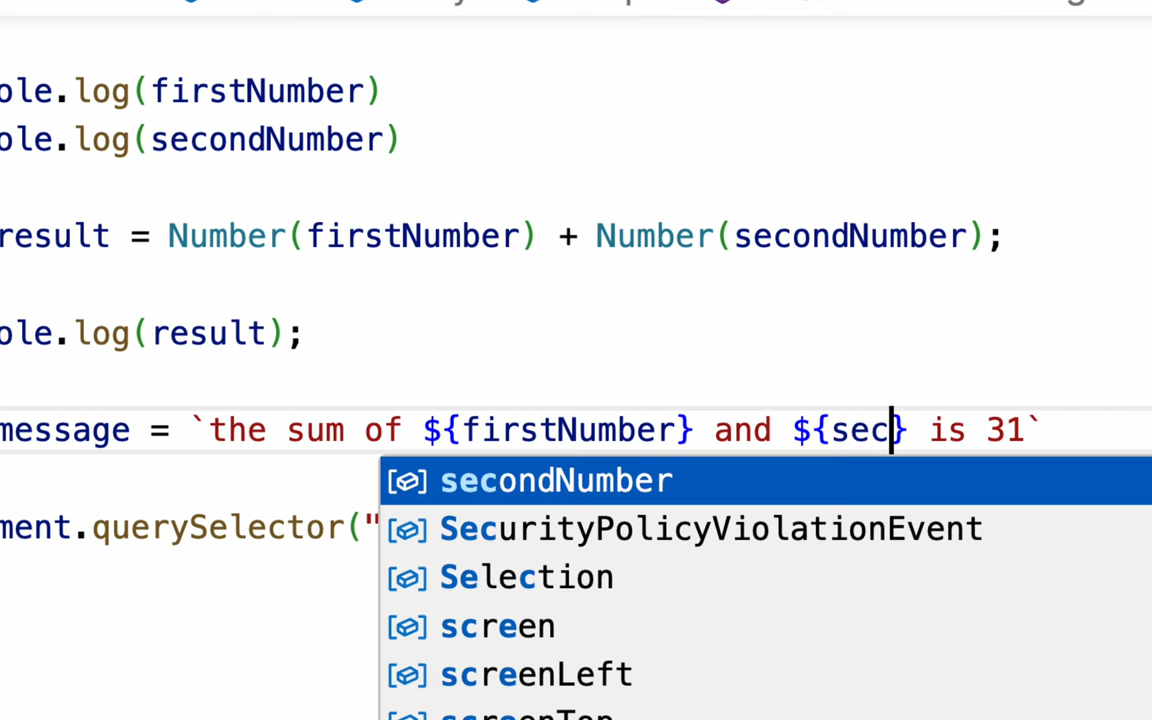 ole.log(firstNumber)
ole.log(secondNumber)
result = Number(firstNumber) + Number(secondNumber);
ole.log(result);
message = `the sum of ${firstNumber} and ${sec} is 31`
secondNumber
ment.querySelector("
SecurityPolicyViolationEvent
Selection
screen
screenLeft
screenTop